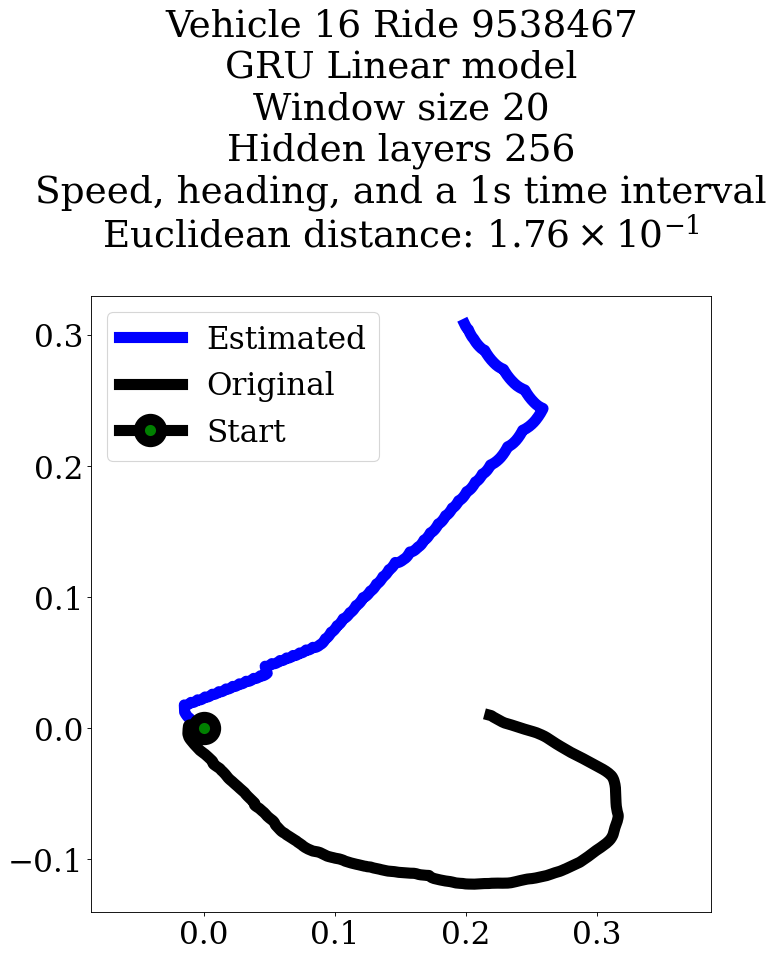 Vehicle 16 Ride 9538467
GRU Linear model
Window size 20
Hidden layers 256
Speed, heading, and a 1s time interval
Euclidean distance: 1.76 × 10⁻¹
Estimated
Original
Start
0.3
0.2
0.1
0.0
−0.1
0.0 0.1 0.2 0.3